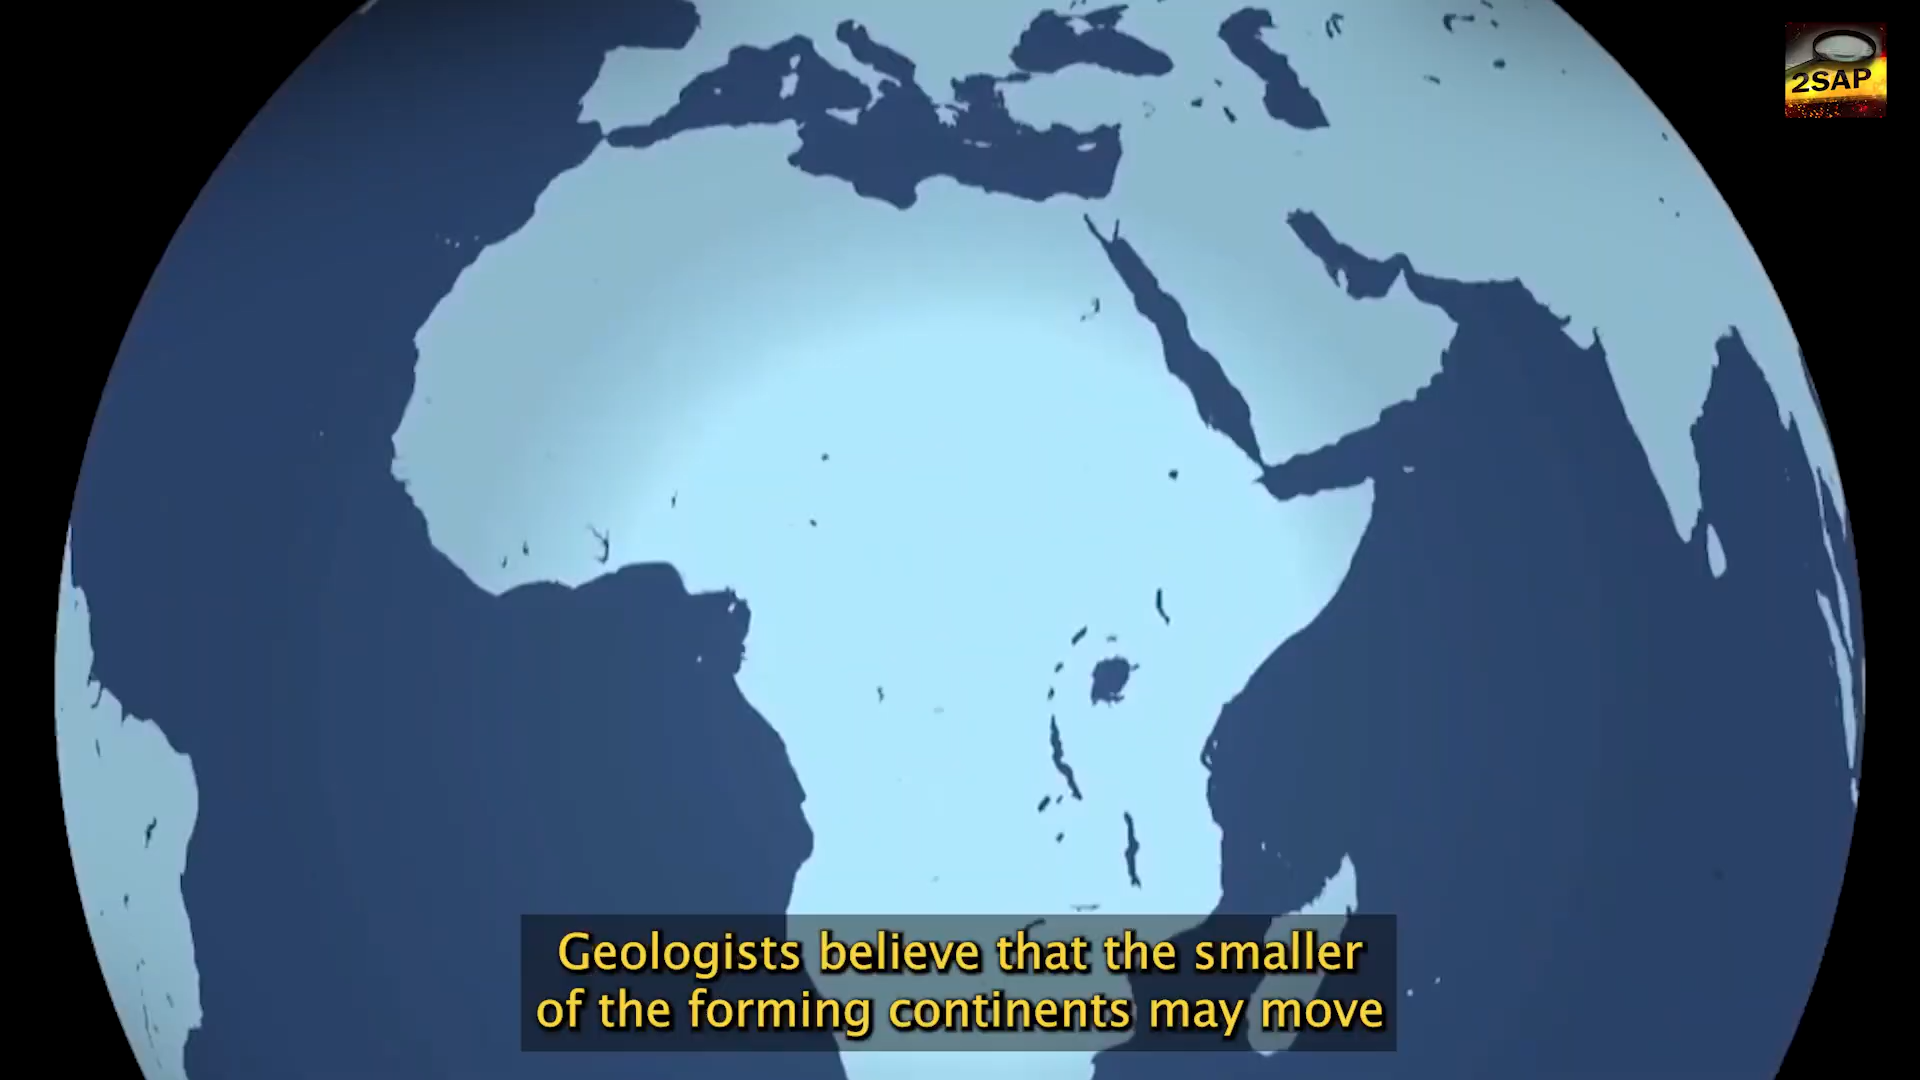 2SAP
Geologists believe that the smaller
of the forming continents may move